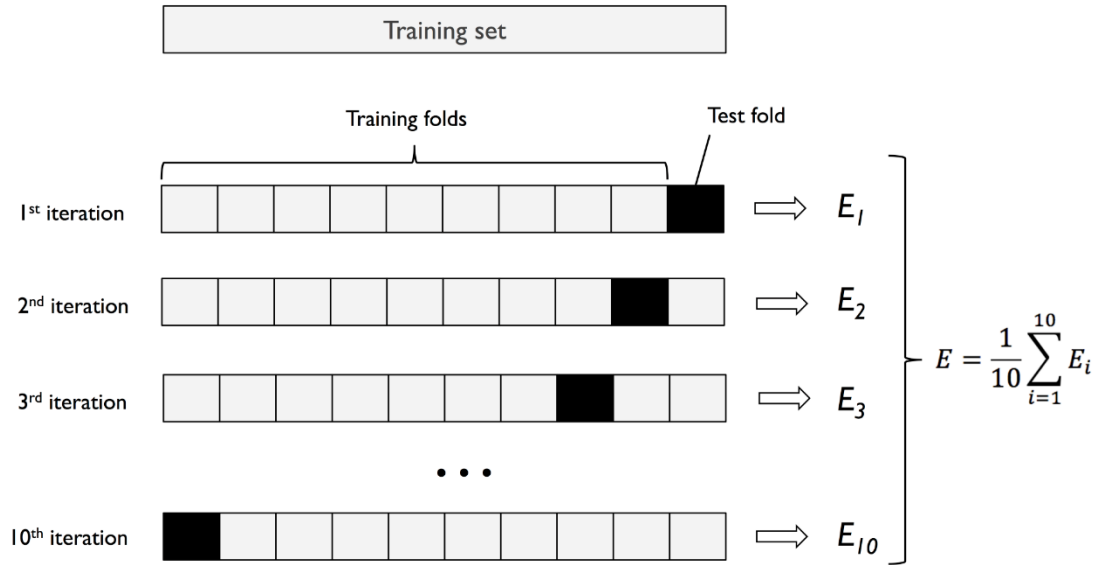 Training set
Training folds
Test fold
1st iteration
E1
2nd iteration
E2
3rd iteration
E3
E = 1/10 ∑_{i=1}^{10} Ei
• • •
10th iteration
E10